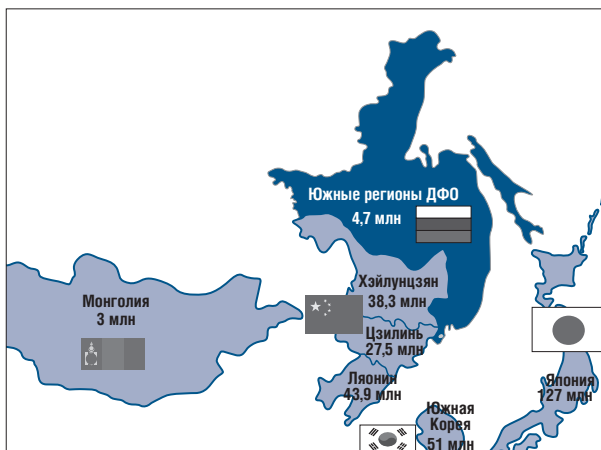 Южные регионы ДФО
4,7 млн
Хэйлунцзян
38,3 млн
Монголия
3 млн
Цзилинь
27,5 млн
Ляонин
43,9 млн
Япония
127 млн
Южная
Корея
51 млн